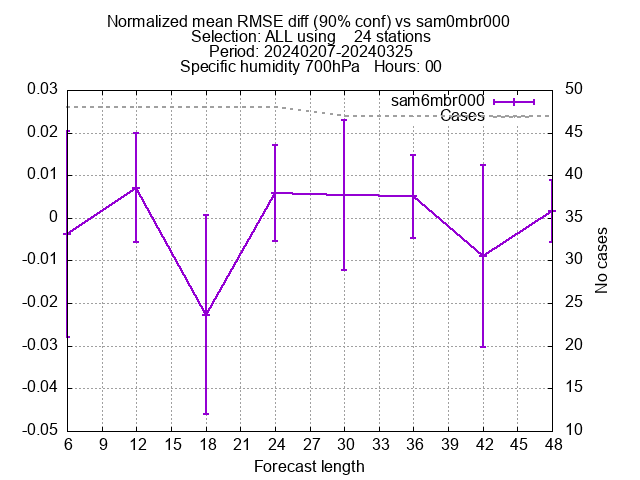 Normalized mean RMSE diff (90% conf) vs sam0mbr000
Selection: ALL using    24 stations
Period: 20240207-20240325
Specific humidity 700hPa   Hours: 00
sam6mbr000
Cases
0.03
0.02
0.01
0
-0.01
-0.02
-0.03
-0.04
-0.05
50
45
40
35
30
25
20
15
10
No cases
6 9 12 15 18 21 24 27 30 33 36 39 42 45 48
Forecast length